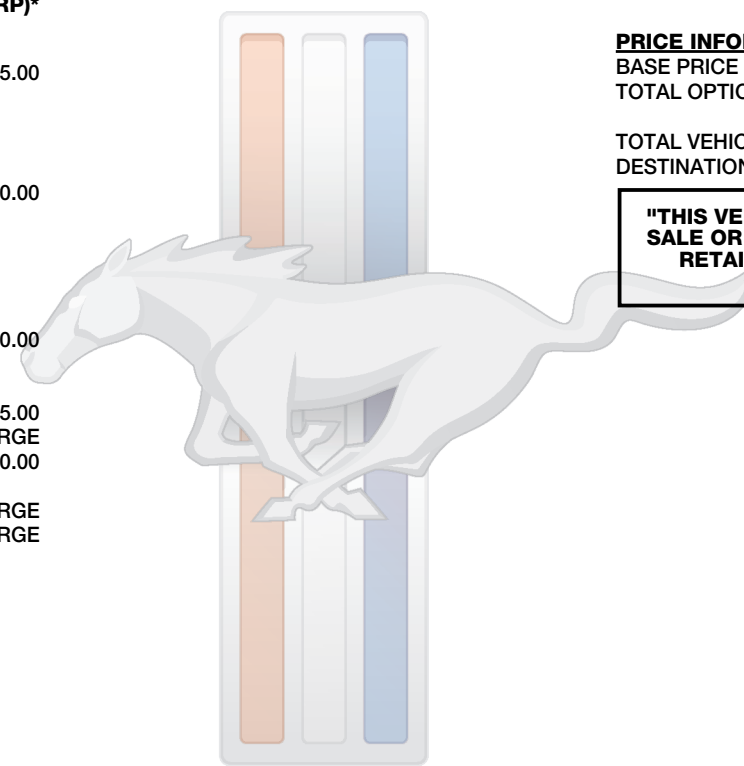 RP)*
5.00
0.00
0.00
5.00
RGE
0.00
RGE
RGE
PRICE INFO
BASE PRICE
TOTAL OPTIO
TOTAL VEHIC
DESTINATION
"THIS VE
SALE OR
RETAI